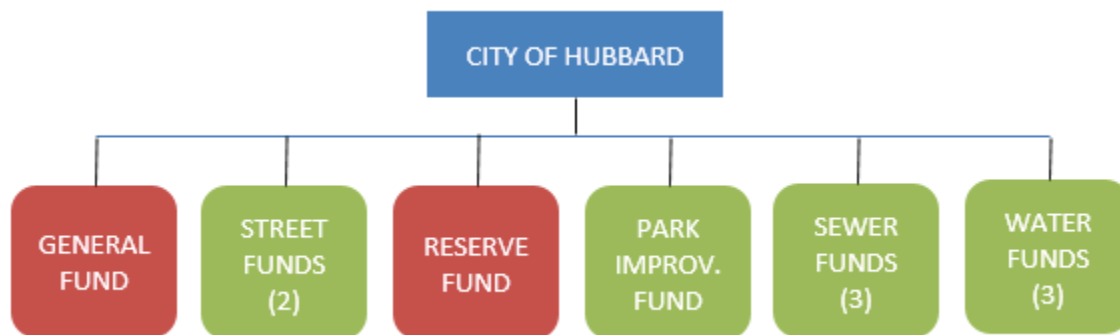 CITY OF HUBBARD
GENERAL
FUND
STREET
FUNDS
(2)
RESERVE
FUND
PARK
IMPROV.
FUND
SEWER
FUNDS
(3)
WATER
FUNDS
(3)